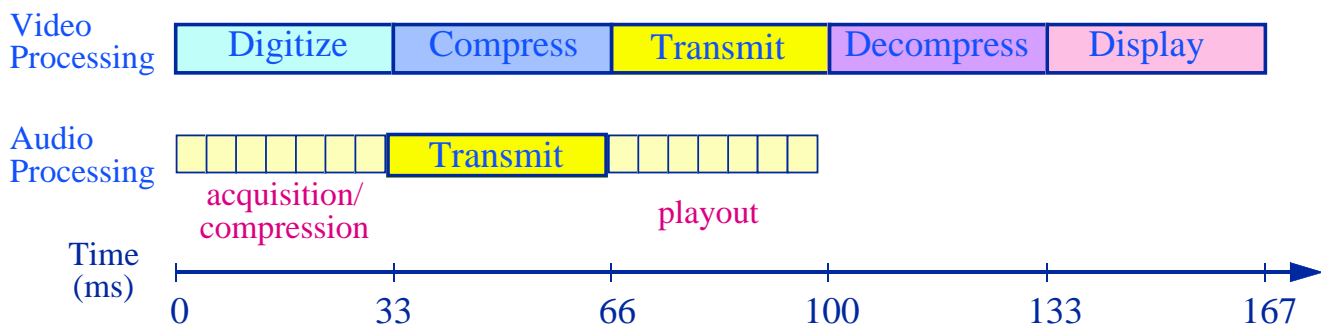 Video
Processing
Digitize Compress Transmit Decompress Display
Audio
Processing
Transmit
acquisition/
compression
playout
Time
(ms)
0 33 66 100 133 167